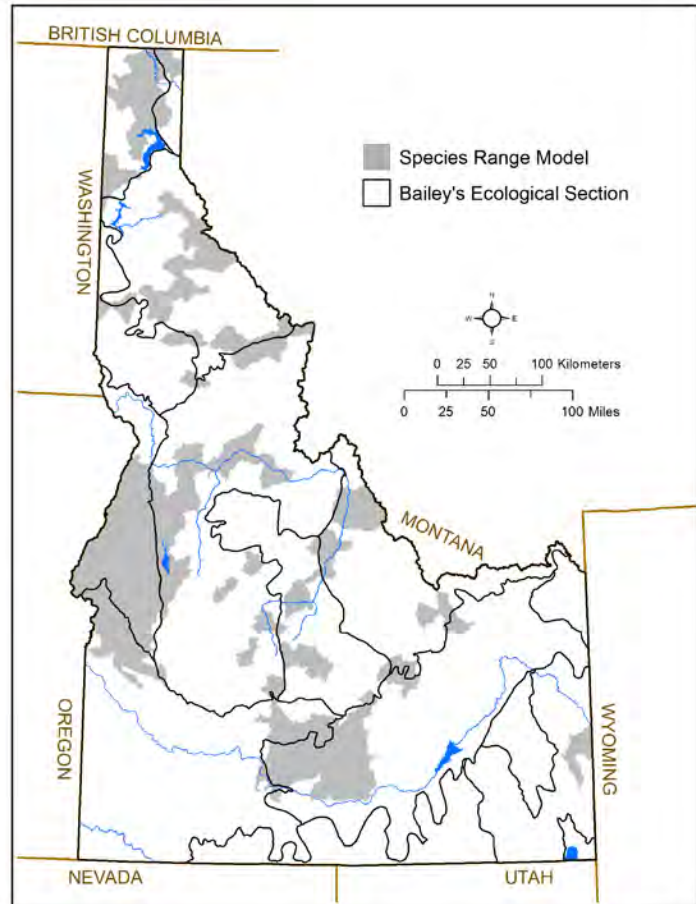 BRITISH COLUMBIA
Species Range Model
Bailey's Ecological Section
WASHINGTON
N
W E
S
0 25 50 100 Kilometers
0 25 50 100 Miles
MONTANA
OREGON
WYOMING
NEVADA
UTAH